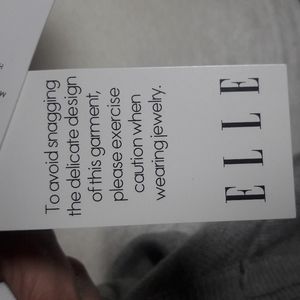 To avoid snagging
the delicate design
of this garment,
please exercise
caution when
wearing jewelry.
ELLE